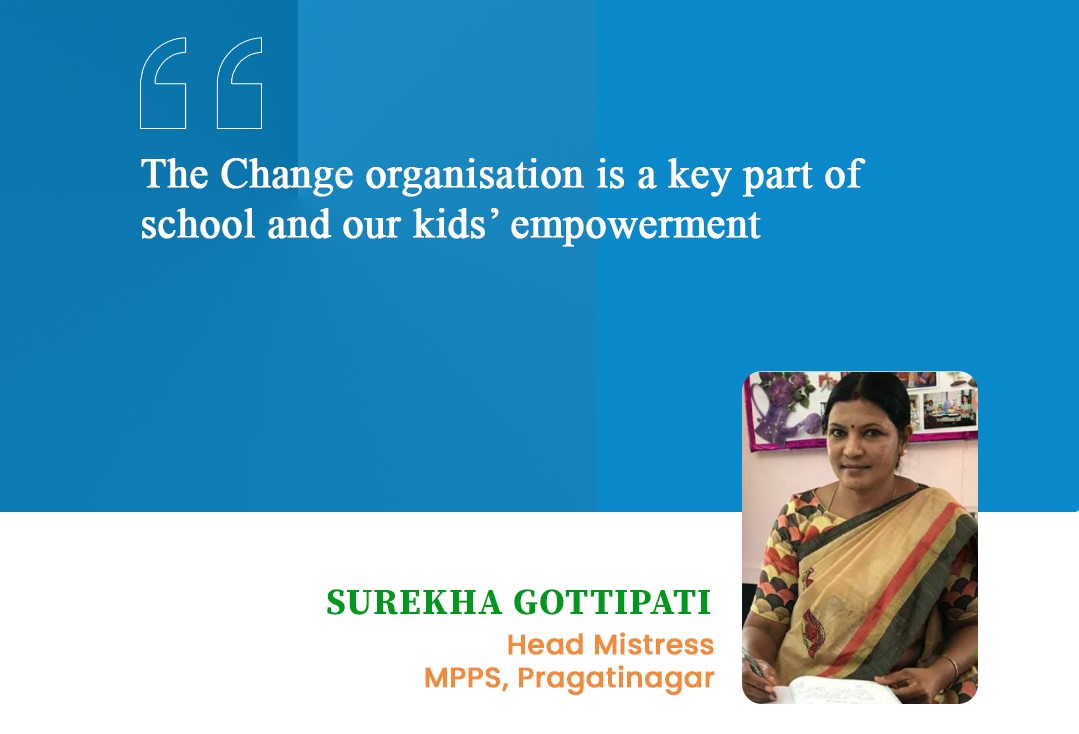 The Change organisation is a key part of
school and our kids’ empowerment
SUREKHA GOTTIPATI
Head Mistress
MPPS, Pragatinagar